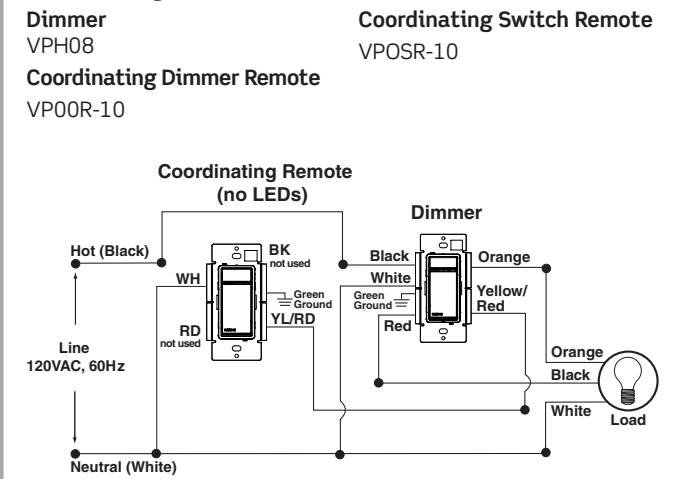 Dimmer
VPH08
Coordinating Switch Remote
VPOSR-10
Coordinating Dimmer Remote
VP00R-10
Coordinating Remote
(no LEDs)
Dimmer
Hot (Black)
BK
not used
WH
Green
Ground
RD
not used
YL/RD
Black
Orange
White
Green
Ground
Yellow/
Red
Red
Line
120VAC, 60Hz
Orange
Black
White
Load
Neutral (White)